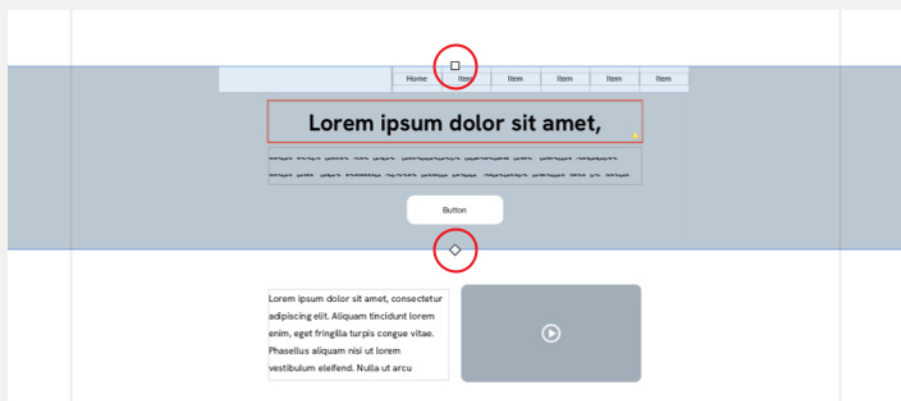 Home Item Item Item Item Item
Lorem ipsum dolor sit amet,
Button
Lorem ipsum dolor sit amet, consectetur
adipiscing elit. Aliquam tincidunt lorem
enim, eget fringilla turpis congue vitae.
Phasellus aliquam nisi ut lorem
vestibulum eleifend. Nulla ut arcu